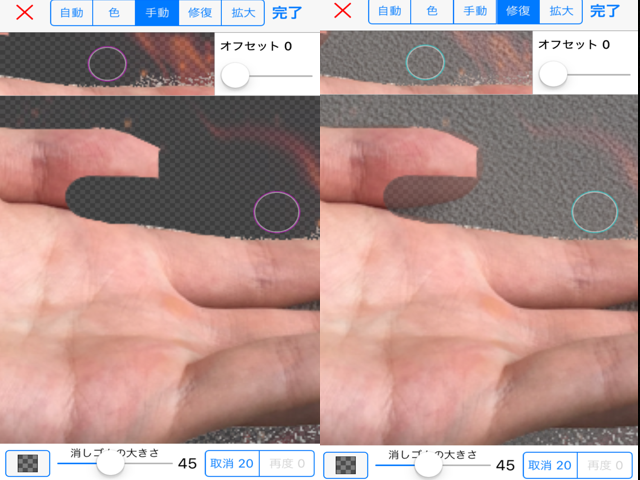 自動 色 手動 修復 拡大 完了
オフセット 0
消しゴムの大きさ 45 取消 20 再度 0
自動 色 手動 修復 拡大 完了
オフセット 0
消しゴムの大きさ 45 取消 20 再度 0